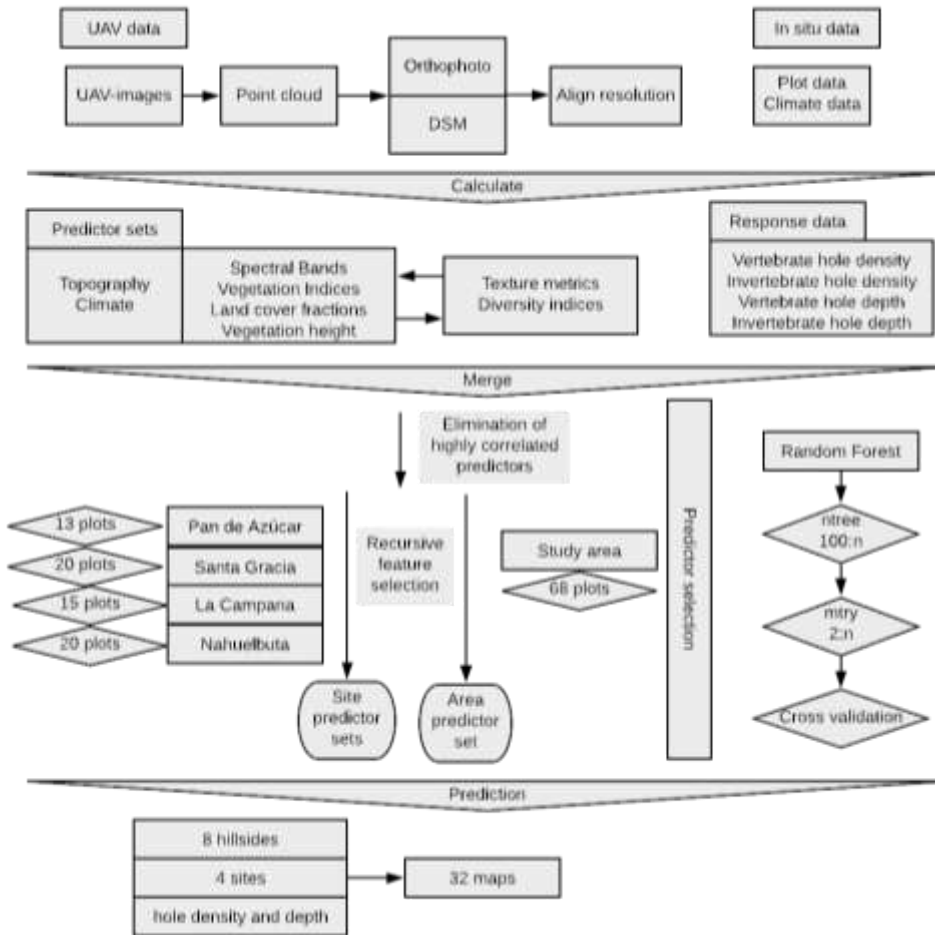 UAV data
In situ data
UAV-images
Point cloud
Orthophoto
DSM
Align resolution
Plot data
Climate data
Calculate
Predictor sets
Topography
Climate
Spectral Bands
Vegetation Indices
Land cover fractions
Vegetation height
Texture metrics
Diversity indices
Response data
Vertebrate hole density
Invertebrate hole density
Vertebrate hole depth
Invertebrate hole depth
Merge
Elimination of
highly correlated
predictors
Recursive
feature
selection
13 plots
Pan de Azúcar
20 plots
Santa Gracia
15 plots
La Campana
20 plots
Nahuelbuta
Study area
68 plots
Site
predictor
sets
Area
predictor
set
Predictor selection
Random Forest
ntree
100:n
mtry
2:n
Cross validation
Prediction
8 hillsides
4 sites
hole density and depth
32 maps